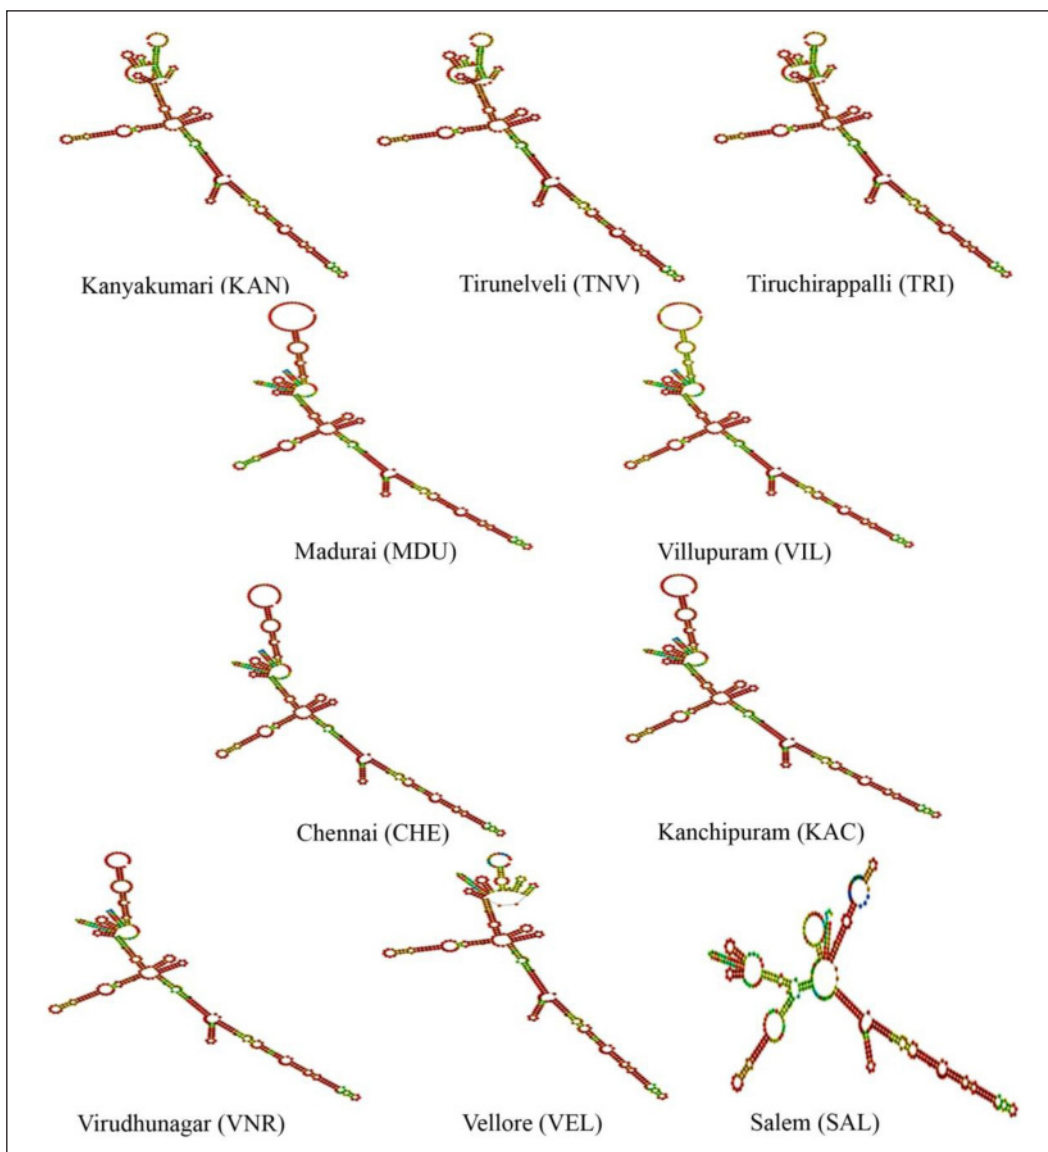 Kanyakumari (KAN)
Tirunelveli (TNV)
Tiruchirappalli (TRI)
Madurai (MDU)
Villupuram (VIL)
Chennai (CHE)
Kanchipuram (KAC)
Virudhunagar (VNR)
Vellore (VEL)
Salem (SAL)